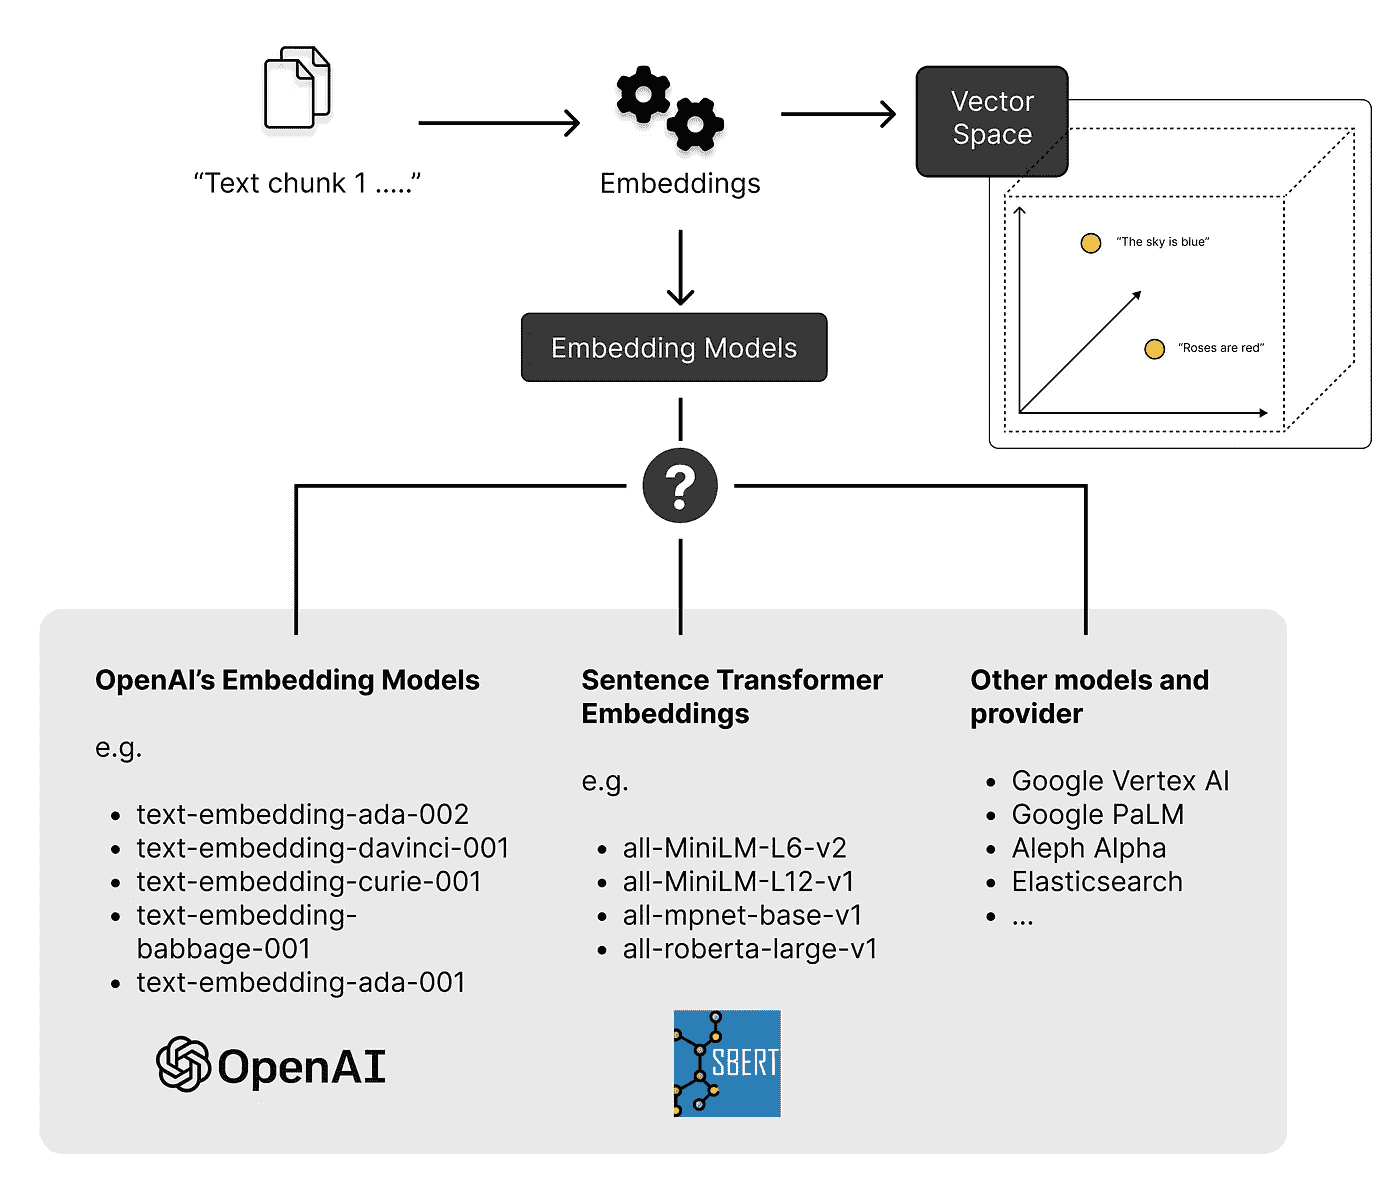 “Text chunk 1 .....”
Embeddings
Vector
Space
“The sky is blue”
“Roses are red”
Embedding Models
?
OpenAI’s Embedding Models
e.g.
• text-embedding-ada-002
• text-embedding-davinci-001
• text-embedding-curie-001
• text-embedding-
babbage-001
• text-embedding-ada-001
OpenAI
Sentence Transformer
Embeddings
e.g.
• all-MiniLM-L6-v2
• all-MiniLM-L12-v1
• all-mpnet-base-v1
• all-roberta-large-v1
SBERT
Other models and
provider
• Google Vertex AI
• Google PaLM
• Aleph Alpha
• Elasticsearch
• ...